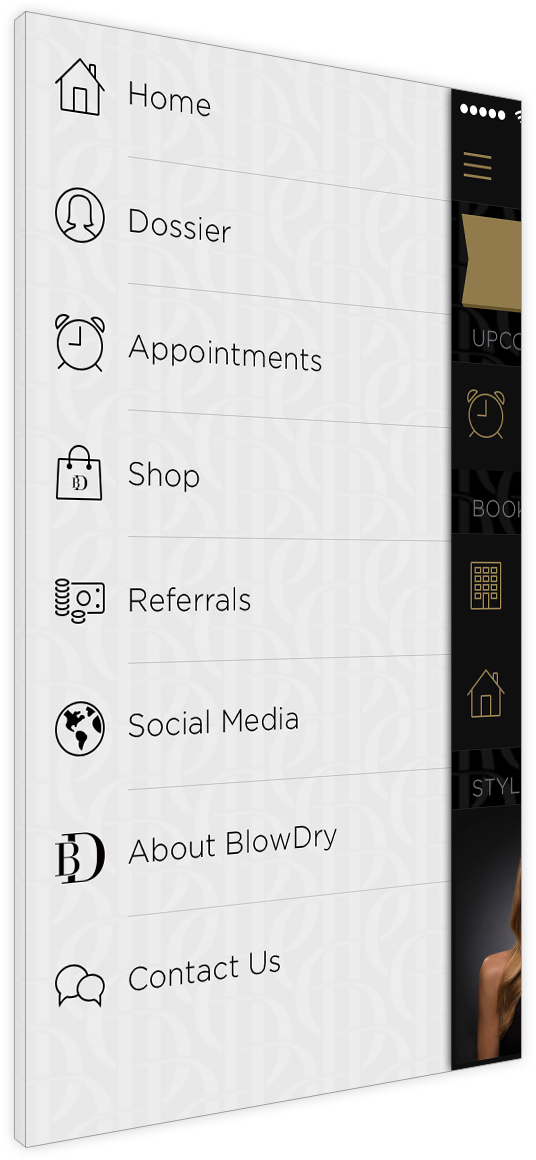 Home
Dossier
Appointments
Shop
BD
Referrals
Social Media
BD
About BlowDry
Contact Us
UPCO
BOOK
STYL